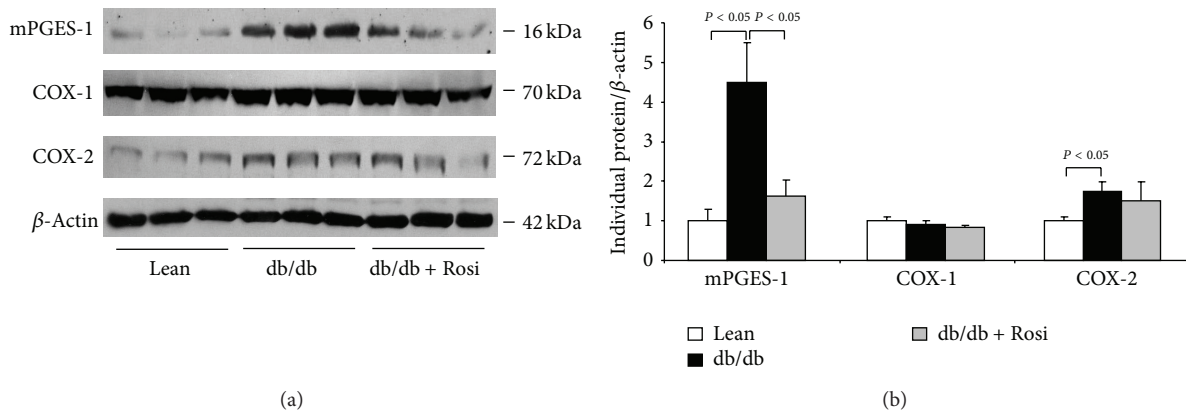 mPGES-1
16 kDa
COX-1
70 kDa
COX-2
72 kDa
β-Actin
42 kDa
Lean db/db db/db + Rosi
(a)
Individual protein/β-actin
6
5
4
3
2
1
0
P < 0.05 P < 0.05
P < 0.05
mPGES-1 COX-1 COX-2
Lean
db/db
db/db + Rosi
(b)